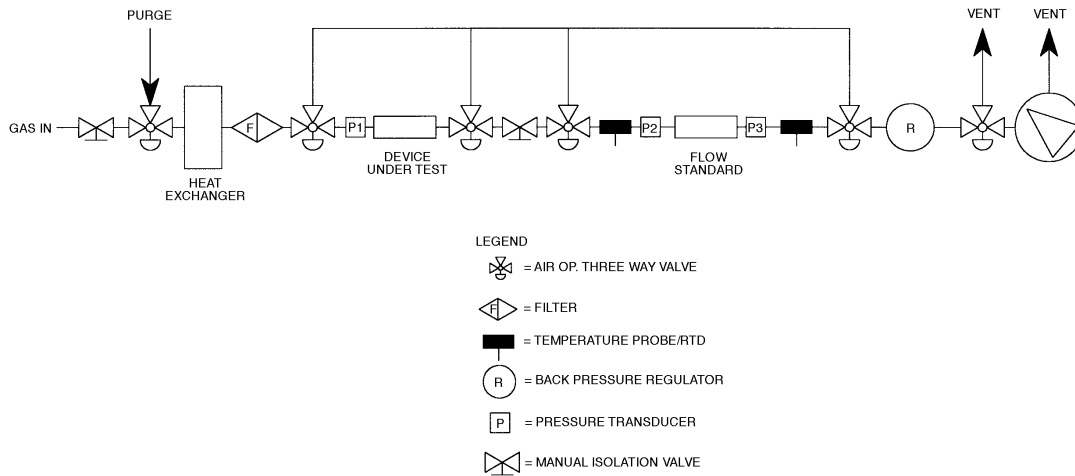 PURGE
VENT
VENT
GAS IN
F
P1
P2
P3
R
DEVICE
UNDER TEST
FLOW
STANDARD
HEAT
EXCHANGER
LEGEND
= AIR OP. THREE WAY VALVE
F = FILTER
= TEMPERATURE PROBE/RTD
R = BACK PRESSURE REGULATOR
P = PRESSURE TRANSDUCER
= MANUAL ISOLATION VALVE